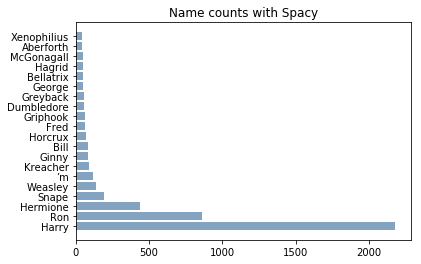 Name counts with Spacy
Xenophilius
Aberforth
McGonagall
Hagrid
Bellatrix
George
Greyback
Dumbledore
Griphook
Fred
Horcrux
Bill
Ginny
Kreacher
'm
Weasley
Snape
Hermione
Ron
Harry
0 500 1000 1500 2000